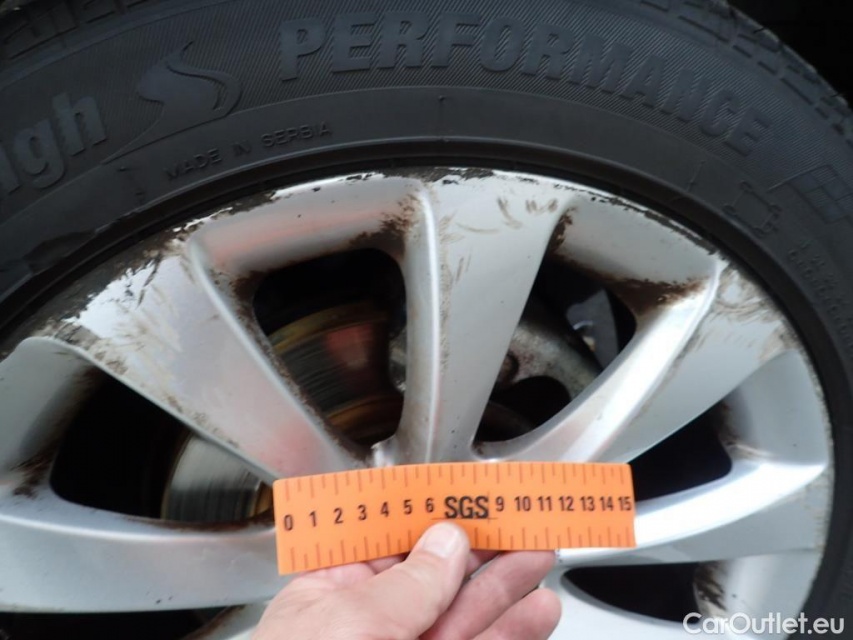 PERFORMANCE
MADE IN SERBIA
0 1 2 3 4 5 6 SGS 9 10 11 12 13 14 15
CarOutlet.eu